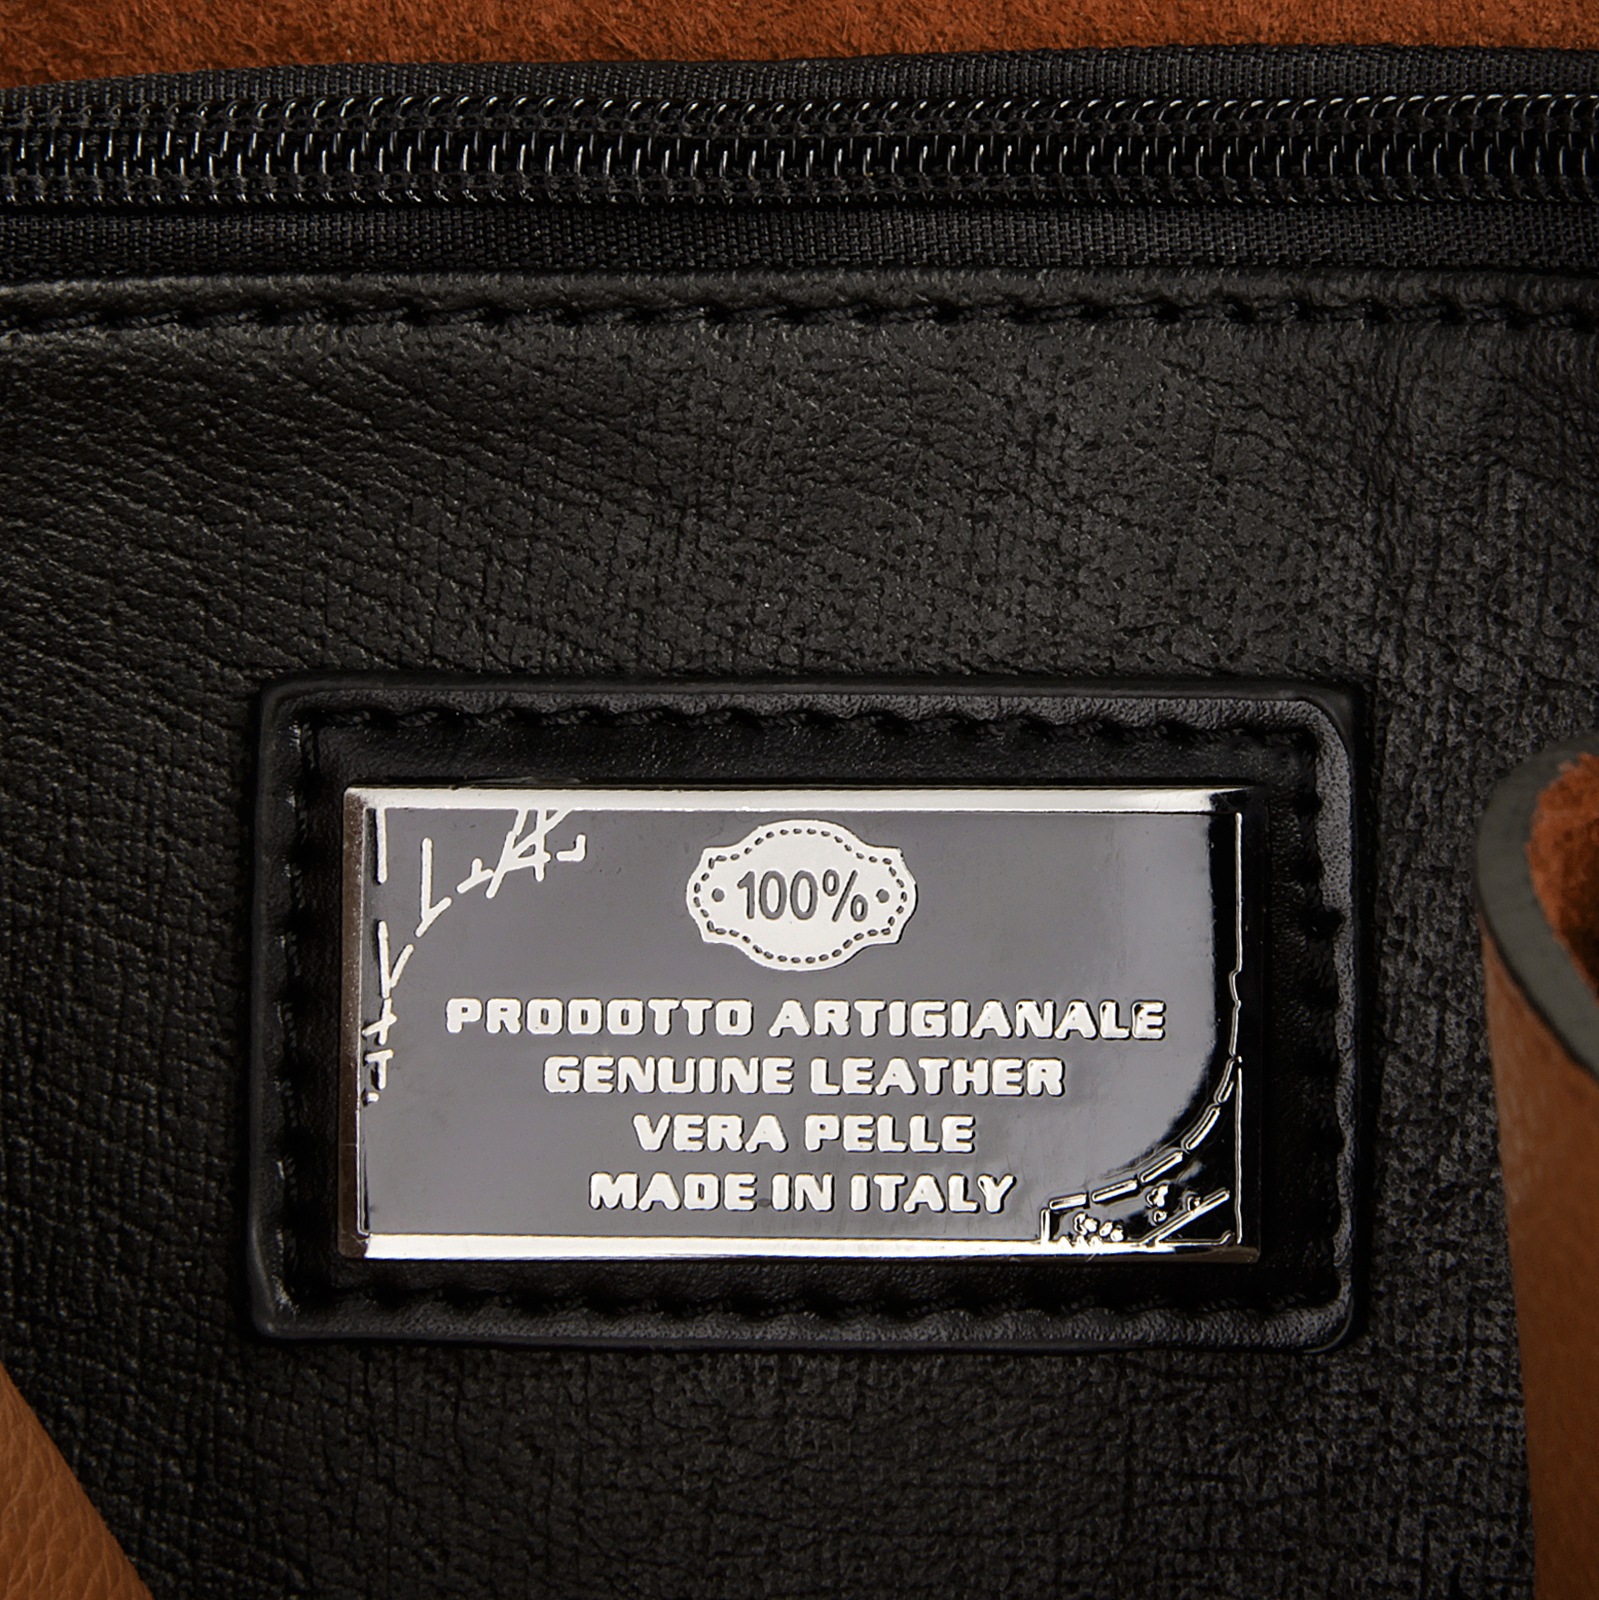 100%
PRODOTTO ARTIGIANALE
GENUINE LEATHER
VERA PELLE
MADE IN ITALY